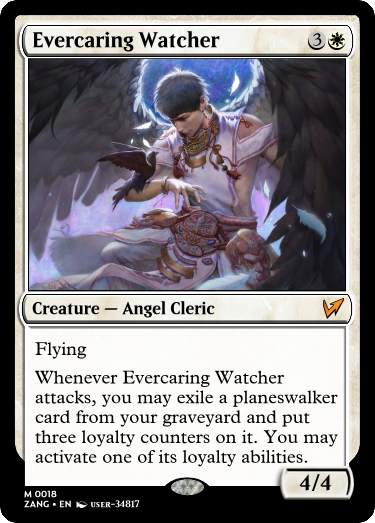 Evercaring Watcher 3
Creature — Angel Cleric
Flying
Whenever Evercaring Watcher
attacks, you may exile a planeswalker
card from your graveyard and put
three loyalty counters on it. You may
activate one of its loyalty abilities.
4/4
M 0018
ZANG • EN USER-34817